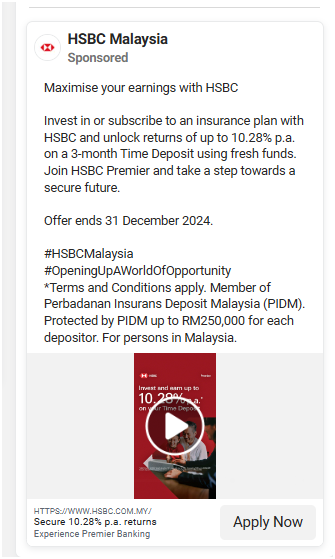 HSBC Malaysia
Sponsored
Maximise your earnings with HSBC
Invest in or subscribe to an insurance plan with
HSBC and unlock returns of up to 10.28% p.a.
on a 3-month Time Deposit using fresh funds.
Join HSBC Premier and take a step towards a
secure future.
Offer ends 31 December 2024.
#HSBCMalaysia
#OpeningUpAWorldOfOpportunity
*Terms and Conditions apply. Member of
Perbadanan Insurans Deposit Malaysia (PIDM).
Protected by PIDM up to RM250,000 for each
depositor. For persons in Malaysia.
HSBC Premier
Invest and earn up to
10.28% p.a.*
on your Time Deposit
HTTPS://WWW.HSBC.COM.MY/
Secure 10.28% p.a. returns
Experience Premier Banking
Apply Now